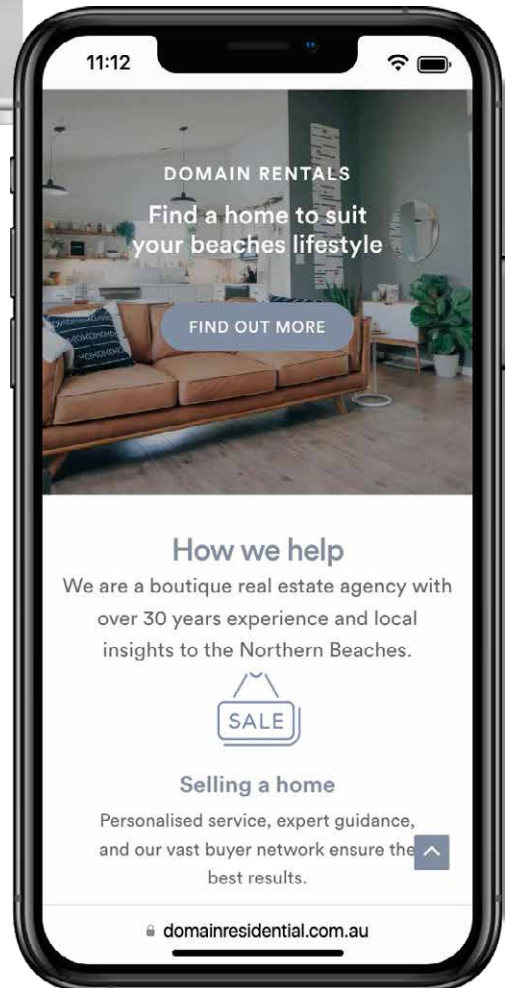 11:12
DOMAIN RENTALS
Find a home to suit
your beaches lifestyle
FIND OUT MORE
How we help
We are a boutique real estate agency with
over 30 years experience and local
insights to the Northern Beaches.
SALE
Selling a home
Personalised service, expert guidance,
and our vast buyer network ensure the
best results.
domainresidential.com.au